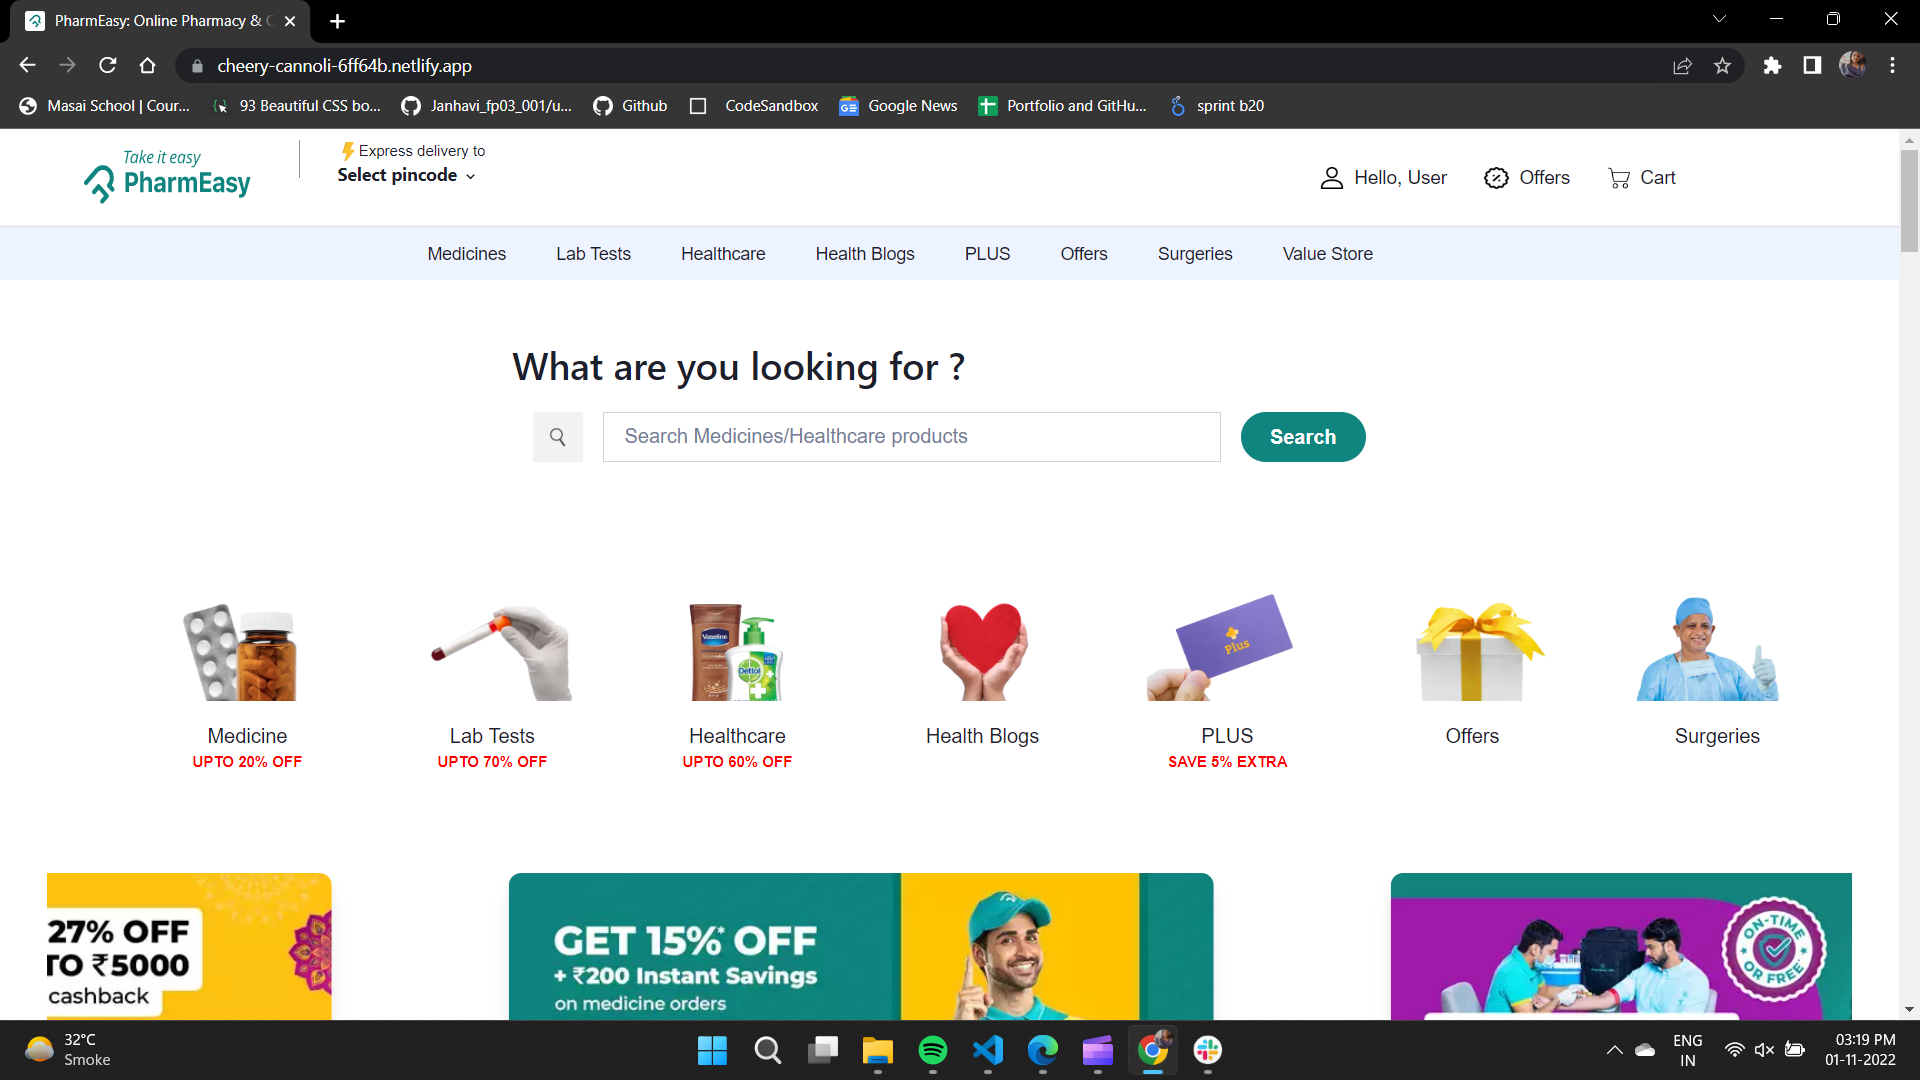 PharmEasy: Online Pharmacy &
cheery-cannoli-6ff64b.netlify.app
Masai School | Cour...
93 Beautiful CSS bo...
Janhavi_fp03_001/u...
Github
CodeSandbox
Google News
Portfolio and GitHu...
sprint b20
Take it easy
PharmEasy
Express delivery to
Select pincode
Hello, User
Offers
Cart
Medicines
Lab Tests
Healthcare
Health Blogs
PLUS
Offers
Surgeries
Value Store
What are you looking for ?
Search Medicines/Healthcare products
Search
Vaseline
Dettol
Plus
Medicine
UPTO 20% OFF
Lab Tests
UPTO 70% OFF
Healthcare
UPTO 60% OFF
Health Blogs
PLUS
SAVE 5% EXTRA
Offers
Surgeries
27% OFF
TO ₹5000
cashback
GET 15%* OFF
+ ₹200 Instant Savings
on medicine orders
ON-TIME
OR FREE
32°C
Smoke
ENG
IN
03:19 PM
01-11-2022